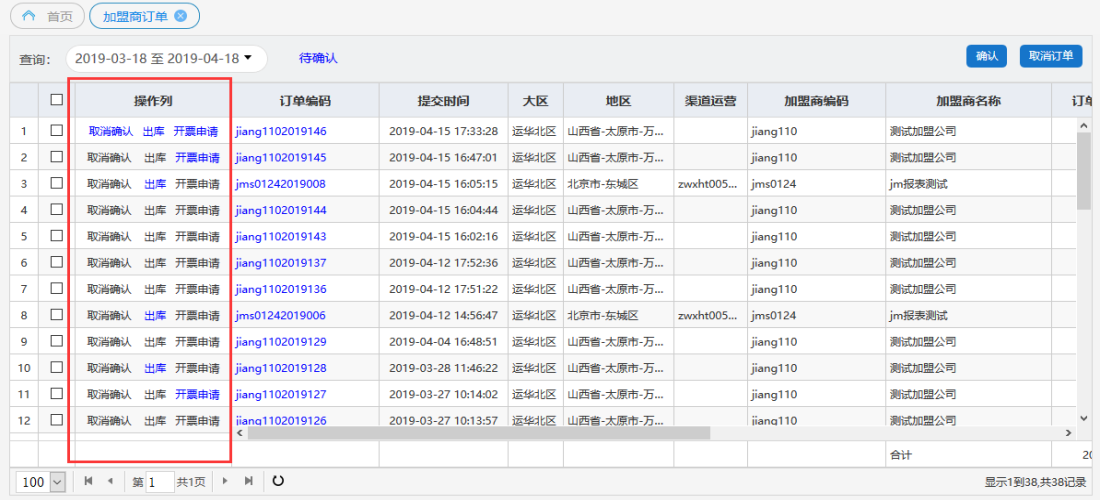 首页 加盟商订单
查询： 2019-03-18 至 2019-04-18 待确认 确认 取消订单
操作列 订单编码 提交时间 大区 地区 渠道运营 加盟商编码 加盟商名称 订单
1 取消确认 出库 开票申请 jiang1102019146 2019-04-15 17:33:28 运华北区 山西省-太原市-万... jiang110 测试加盟公司
2 取消确认 出库 开票申请 jiang1102019145 2019-04-15 16:47:01 运华北区 山西省-太原市-万... jiang110 测试加盟公司
3 取消确认 出库 开票申请 jms01242019008 2019-04-15 16:05:15 运华北区 北京市-东城区 zwxht005... jms0124 jm报表测试
4 取消确认 出库 开票申请 jiang1102019144 2019-04-15 16:04:44 运华北区 山西省-太原市-万... jiang110 测试加盟公司
5 取消确认 出库 开票申请 jiang1102019143 2019-04-15 16:02:16 运华北区 山西省-太原市-万... jiang110 测试加盟公司
6 取消确认 出库 开票申请 jiang1102019137 2019-04-12 17:52:36 运华北区 山西省-太原市-万... jiang110 测试加盟公司
7 取消确认 出库 开票申请 jiang1102019136 2019-04-12 17:51:22 运华北区 山西省-太原市-万... jiang110 测试加盟公司
8 取消确认 出库 开票申请 jms01242019006 2019-04-12 14:56:47 运华北区 北京市-东城区 zwxht005... jms0124 jm报表测试
9 取消确认 出库 开票申请 jiang1102019129 2019-04-04 16:48:51 运华北区 山西省-太原市-万... jiang110 测试加盟公司
10 取消确认 出库 开票申请 jiang1102019128 2019-03-28 11:46:22 运华北区 山西省-太原市-万... jiang110 测试加盟公司
11 取消确认 出库 开票申请 jiang1102019127 2019-03-27 10:14:02 运华北区 山西省-太原市-万... jiang110 测试加盟公司
12 取消确认 出库 开票申请 jiang1102019126 2019-03-27 10:13:57 运华北区 山西省-太原市-万... jiang110 测试加盟公司
合计 20
100 第 1 共1页 显示1到38,共38记录